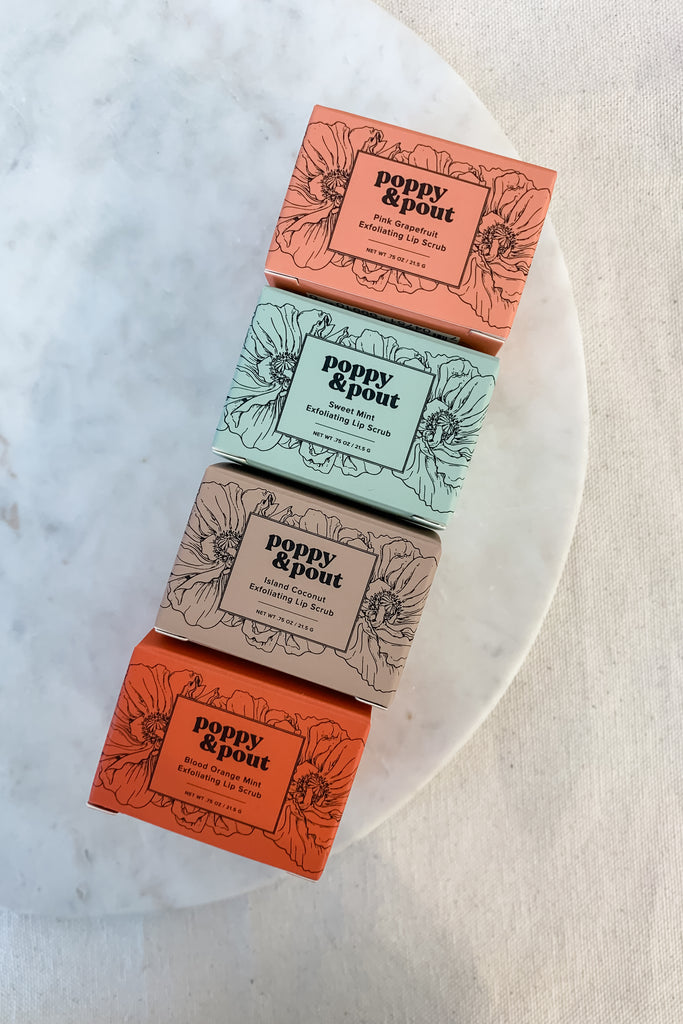 poppy
&pout
Pink Grapefruit
Exfoliating Lip Scrub
NET WT .75 OZ / 21.5 G
poppy
&pout
Sweet Mint
Exfoliating Lip Scrub
NET WT .75 OZ / 21.5 G
poppy
&pout
Island Coconut
Exfoliating Lip Scrub
NET WT .75 OZ / 21.5 G
poppy
&pout
Blood Orange Mint
Exfoliating Lip Scrub
NET WT .75 OZ / 21.5 G